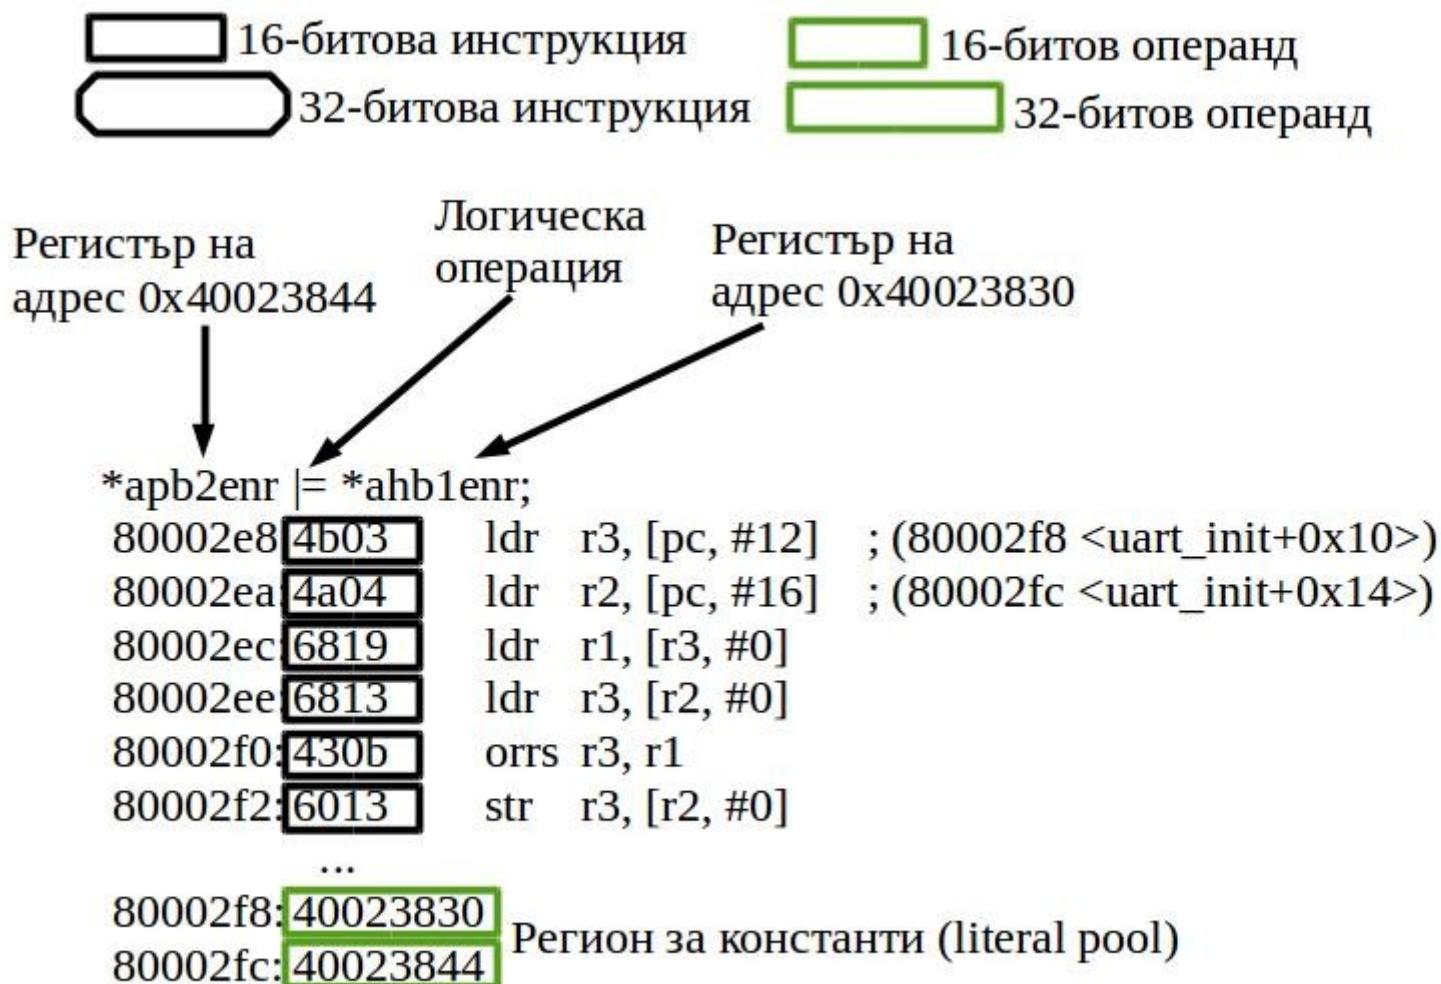 16-битова инструкция
16-битов операнд
32-битова инструкция
32-битов операнд
Регистър на
адрес 0x40023844
Логическа
операция
Регистър на
адрес 0x40023830
*apb2enr |= *ahb1enr;
80002e8: 4b03 ldr r3, [pc, #12] ; (80002f8 <uart_init+0x10>)
80002ea: 4a04 ldr r2, [pc, #16] ; (80002fc <uart_init+0x14>)
80002ec: 6819 ldr r1, [r3, #0]
80002ee: 6813 ldr r3, [r2, #0]
80002f0: 430b orrs r3, r1
80002f2: 6013 str r3, [r2, #0]
...
80002f8: 40023830
Регион за константи (literal pool)
80002fc: 40023844